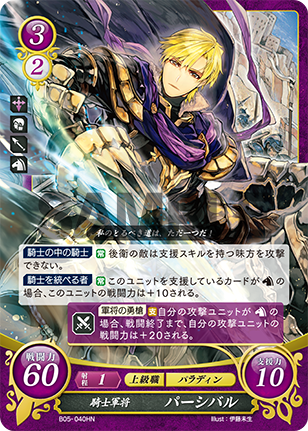 3
2
私のとるべき道は、ただ一つだ!
騎士の中の騎士 常 後衛の敵は支援スキルを持つ味方を攻撃
できない。
騎士を統べる者 常 このユニットを支援しているカードが
の場合、このユニットの戦闘力は+10される。
軍将の勇槍 支 自分の攻撃ユニットが
の場合、戦闘終了まで、自分の攻撃ユニットの
戦闘力は+20される。
戦闘力
60
射程 1 上級職 パラディン
支援力
10
騎士軍将 パーシバル
B05-040HN Illust:伊藤未生